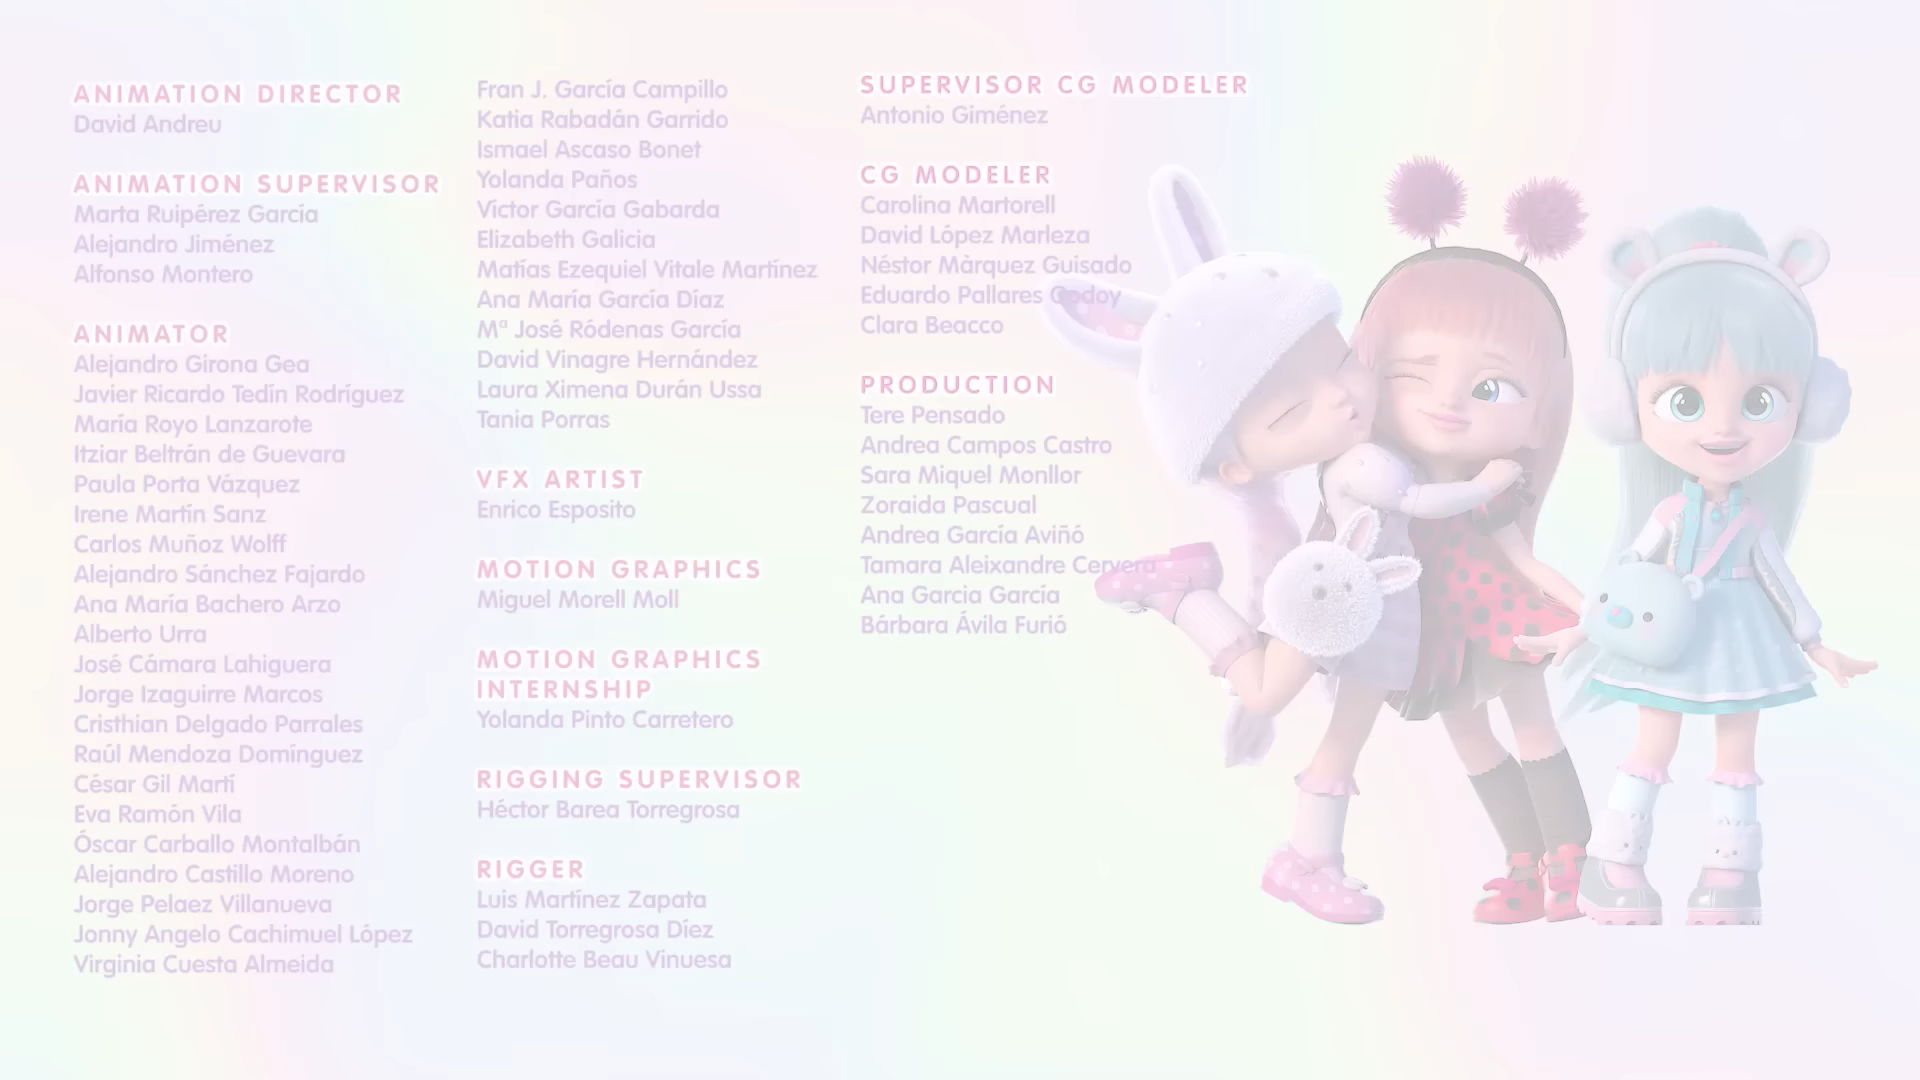 ANIMATION DIRECTOR
David Andreu
ANIMATION SUPERVISOR
Marta Ruipérez García
Alejandro Jiménez
Alfonso Montero
ANIMATOR
Alejandro Girona Gea
Javier Ricardo Tedín Rodríguez
María Royo Lanzarote
Itziar Beltrán de Guevara
Paula Porta Vázquez
Irene Martín Sanz
Carlos Muñoz Wolff
Alejandro Sánchez Fajardo
Ana María Bachero Arzo
Alberto Urra
José Cámara Lahiguera
Jorge Izaguirre Marcos
Cristhian Delgado Parrales
Raúl Mendoza Domínguez
César Gil Martí
Eva Ramón Vila
Óscar Carballo Montalbán
Alejandro Castillo Moreno
Jorge Pelaez Villanueva
Jonny Angelo Cachimuel López
Virginia Cuesta Almeida
Fran J. García Campillo
Katia Rabadán Garrido
Ismael Ascaso Bonet
Yolanda Paños
Víctor García Gabarda
Elizabeth Galicia
Matías Ezequiel Vitale Martínez
Ana María García Díaz
Mª José Ródenas García
David Vinagre Hernández
Laura Ximena Durán Ussa
Tania Porras
VFX ARTIST
Enrico Esposito
MOTION GRAPHICS
Miguel Morell Moll
MOTION GRAPHICS
INTERNSHIP
Yolanda Pinto Carretero
RIGGING SUPERVISOR
Héctor Barea Torregrosa
RIGGER
Luis Martínez Zapata
David Torregrosa Díez
Charlotte Beau Vinuesa
SUPERVISOR CG MODELER
Antonio Giménez
CG MODELER
Carolina Martorell
David López Marleza
Néstor Màrquez Guisado
Eduardo Pallares Godoy
Clara Beacco
PRODUCTION
Tere Pensado
Andrea Campos Castro
Sara Miquel Monllor
Zoraida Pascual
Andrea García Aviñó
Tamara Aleixandre Cervera
Ana Garcia García
Bárbara Ávila Furió